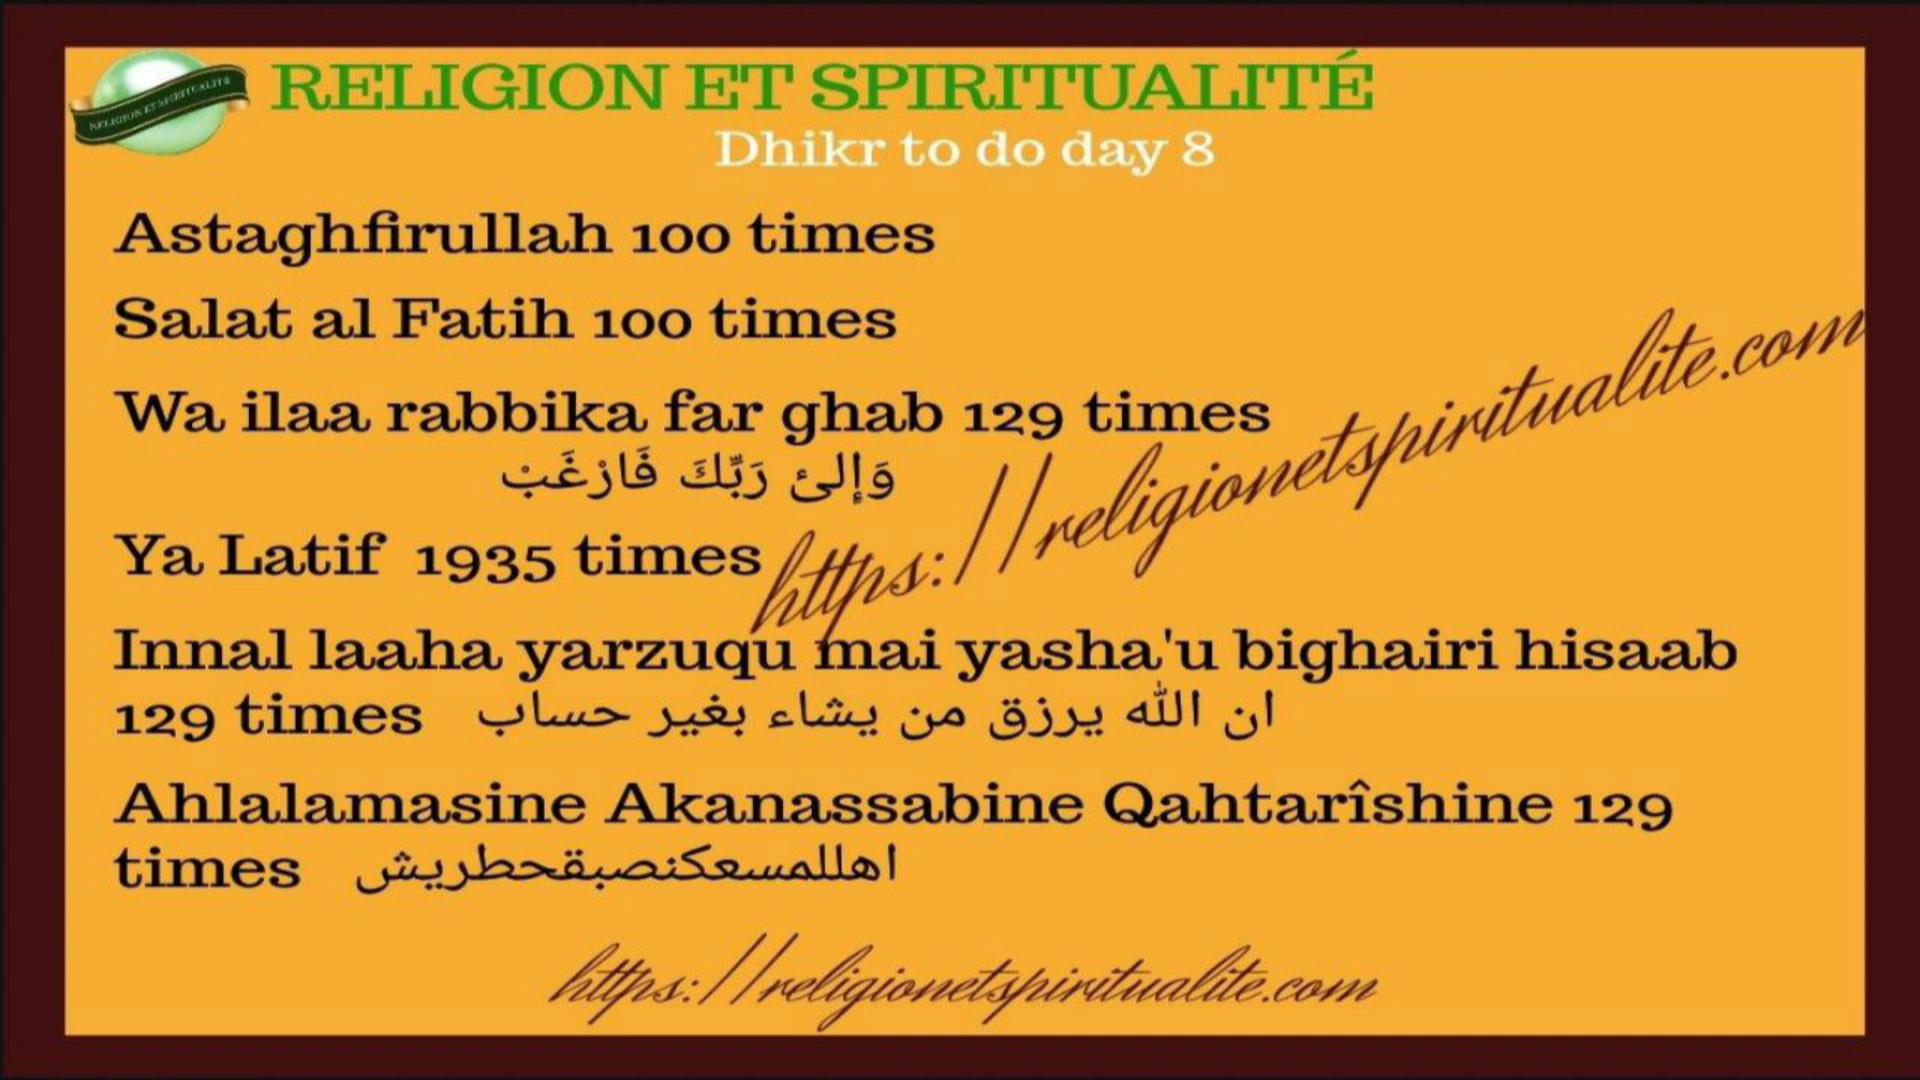 RELIGION ET SPIRITUALITÉ
RELIGION ET SPIRITUALITÉ
Dhikr to do day 8
Astaghfirullah 100 times
Salat al Fatih 100 times
Wa ilaa rabbika far ghab 129 times
وَإلىٰ رَبِّكَ فَارْغَبْ
Ya Latif 1935 times
https://religionetspiritualite.com
Innal laaha yarzuqu mai yasha'u bighairi hisaab
129 times ان الله يرزق من يشاء بغير حساب
Ahlalamasine Akanassabine Qahtarîshine 129
times اهللمسعكنصبقحطريش
https://religionetspiritualite.com